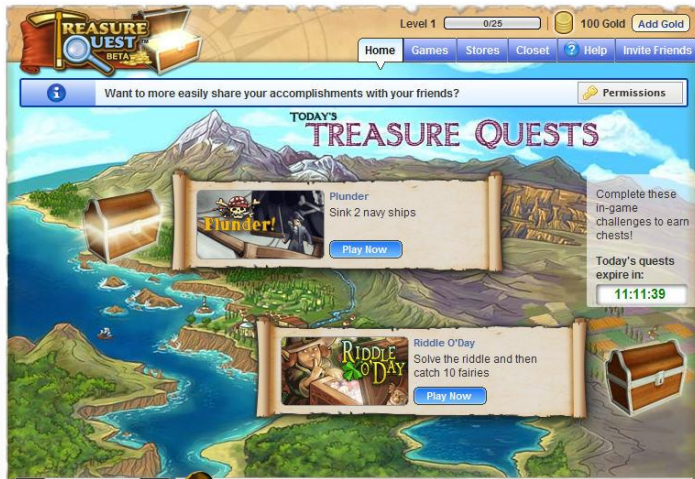 TREASURE
QUEST
BETA
Level 1
0/25
100 Gold
Add Gold
Home
Games
Stores
Closet
? Help
Invite Friends
i
Want to more easily share your accomplishments with your friends?
Permissions
TODAY'S
TREASURE QUESTS
Plunder!
Plunder
Sink 2 navy ships
Play Now
Complete these
in-game
challenges to earn
chests!
Today's quests
expire in:
11:11:39
RIDDLE
O'DAY
Riddle O'Day
Solve the riddle and then
catch 10 fairies
Play Now